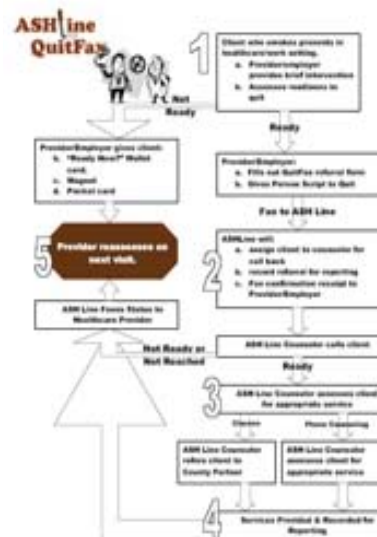 ASHline
QuitFax
1
Client who smokes presents in
healthcare/work setting.
a. Provider/employer
provides brief intervention
b. Assesses readiness to
quit
Not
Ready
Ready
Provider/Employer gives client:
b. "Ready Now?" Wallet
card.
c. Magnet
d. Pocket card
Provider/Employer:
a. Fills out QuitFax referral form
b. Gives Person Script to Quit
Fax to ASH Line
5
Provider reassesses on
next visit.
2
ASHLine will:
a. assign client to counselor for
call back
b. record referral for reporting
c. Fax confirmation receipt to
Provider/Employer
ASH Line Faxes Status to
Healthcare Provider
Not Ready or
Not Reached
ASH Line Counselor calls client
Ready
3
ASH Line Counselor assesses client
for appropriate service
Classes
Phone Counseling
ASH Line Counselor
refers client to
County Partner
ASH Line Counselor
assesses client for
appropriate service
4
Services Provided & Recorded for
Reporting